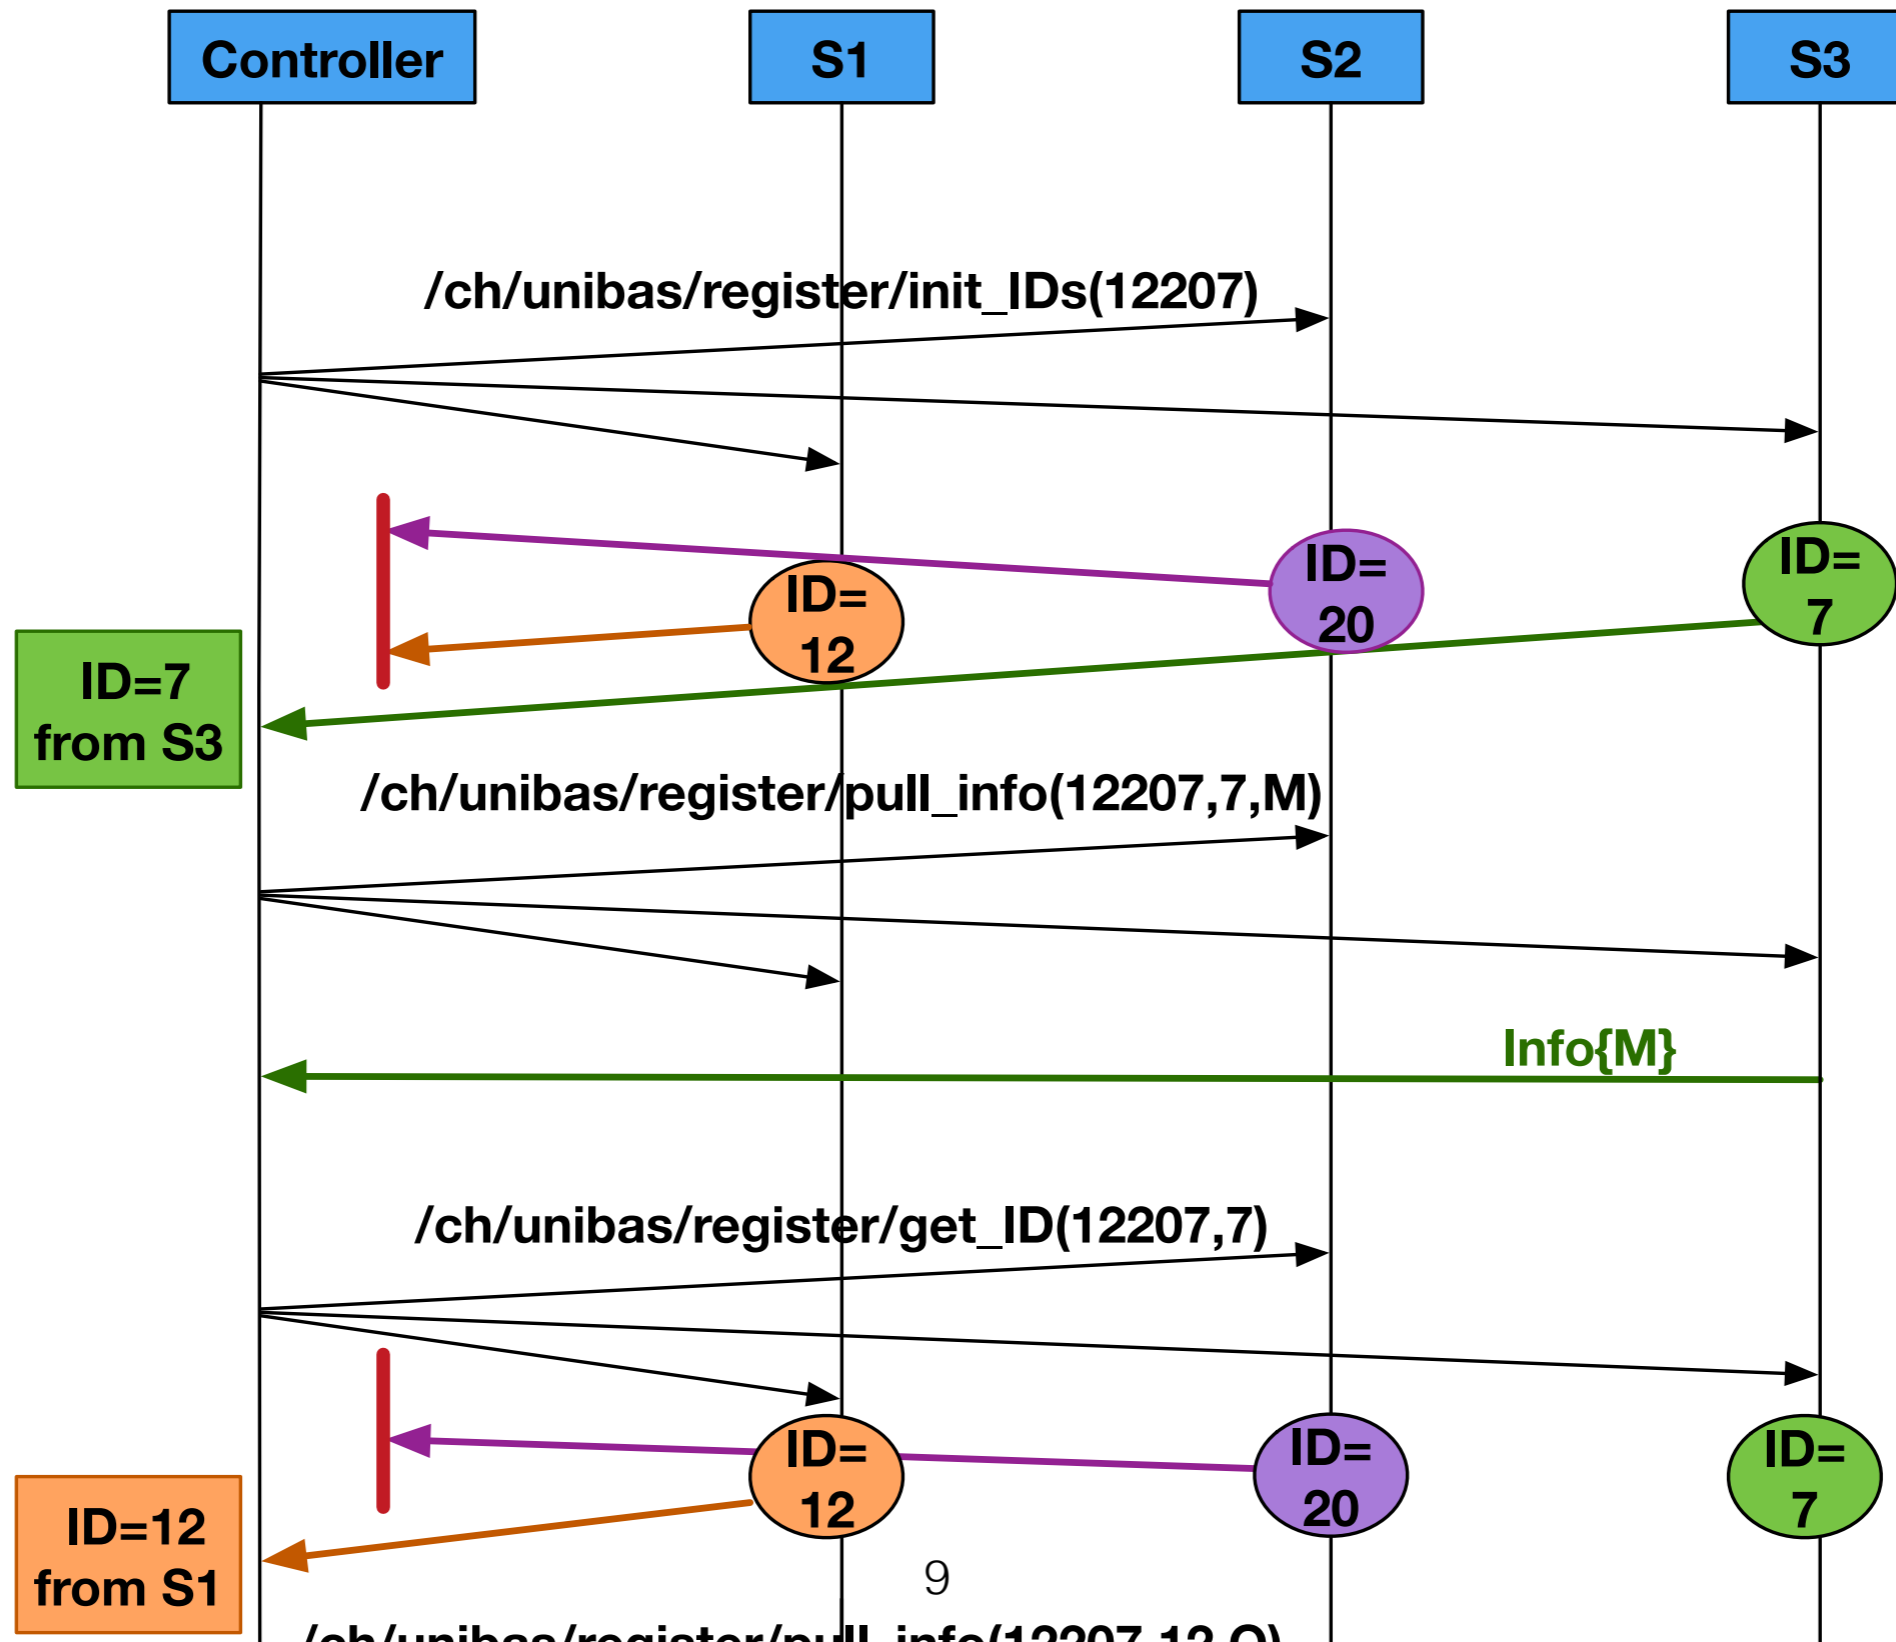 Controller
S1
S2
S3
/ch/unibas/register/init_IDs(12207)
ID=
12
ID=
20
ID=
7
ID=7
from S3
/ch/unibas/register/pull_info(12207,7,M)
Info{M}
/ch/unibas/register/get_ID(12207,7)
ID=
12
ID=
20
ID=
7
ID=12
from S1
9